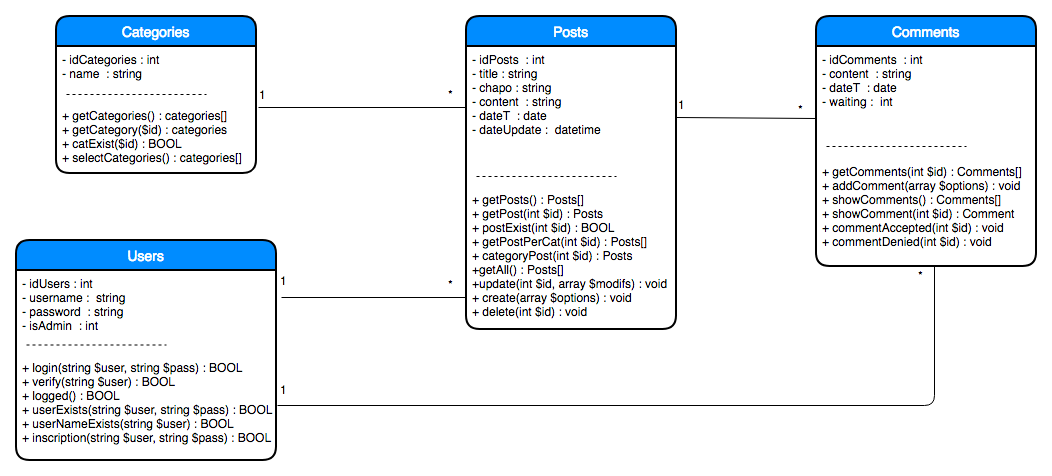 Categories
- idCategories : int
- name : string
+ getCategories() : categories[]
+ getCategory($id) : categories
+ catExist($id) : BOOL
+ selectCategories() : categories[]
1
*
Posts
- idPosts : int
- title : string
- chapo : string
- content : string
- dateT : date
- dateUpdate : datetime
+ getPosts() : Posts[]
+ getPost(int $id) : Posts
+ postExist(int $id) : BOOL
+ getPostPerCat(int $id) : Posts[]
+ categoryPost(int $id) : Posts
+getAll() : Posts[]
+update(int $id, array $modifs) : void
+ create(array $options) : void
+ delete(int $id) : void
1
*
Comments
- idComments : int
- content : string
- dateT : date
- waiting : int
+ getComments(int $id) : Comments[]
+ addComment(array $options) : void
+ showComments() : Comments[]
+ showComment(int $id) : Comment
+ commentAccepted(int $id) : void
+ commentDenied(int $id) : void
*
Users
- idUsers : int
- username : string
- password : string
- isAdmin : int
+ login(string $user, string $pass) : BOOL
+ verify(string $user) : BOOL
+ logged() : BOOL
+ userExists(string $user, string $pass) : BOOL
+ userNameExists(string $user) : BOOL
+ inscription(string $user, string $pass) : BOOL
1
*
1